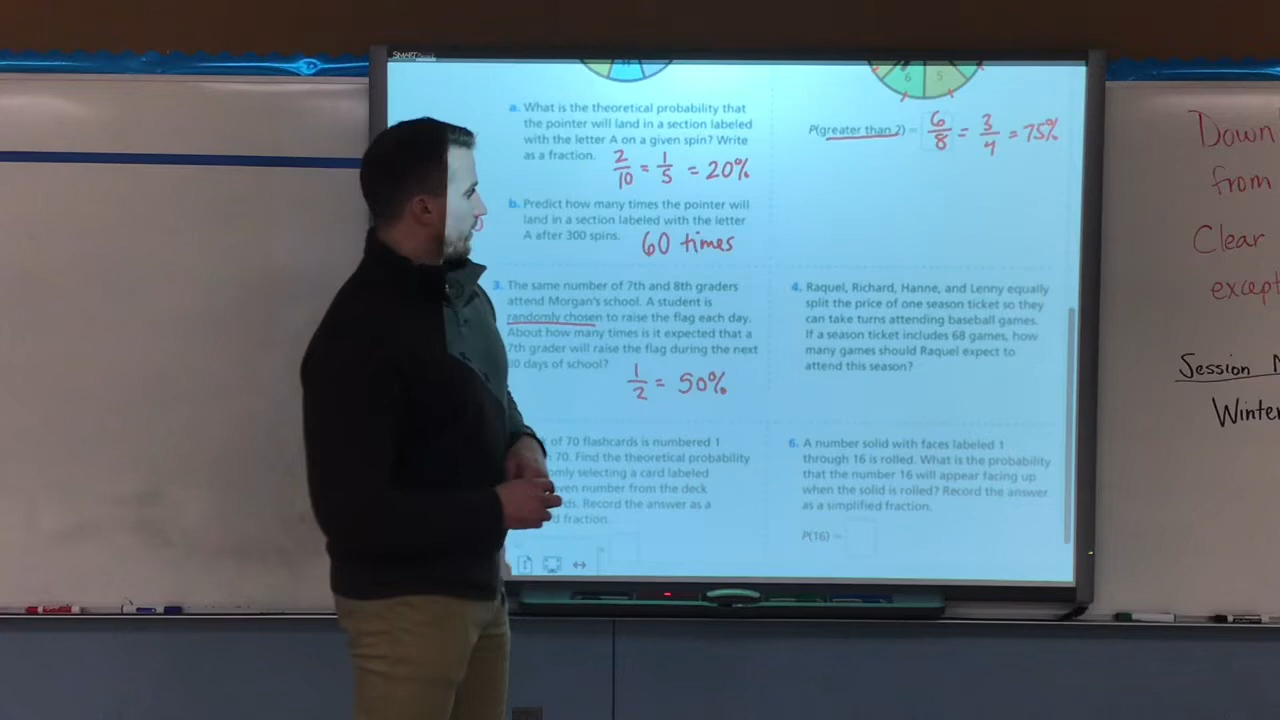 SMART
a. What is the theoretical probability that
the pointer will land in a section labeled
with the letter A on a given spin? Write
as a fraction.
2/10 = 1/5 = 20%
b. Predict how many times the pointer will
land in a section labeled with the letter
A after 300 spins.
60 times
6 5
P(greater than 2) = 6/8 = 3/4 = 75%
3. The same number of 7th and 8th graders
attend Morgan's school. A student is
randomly chosen to raise the flag each day.
About how many times is it expected that a
7th grader will raise the flag during the next
0 days of school?
1/2 = 50%
4. Raquel, Richard, Hanne, and Lenny equally
split the price of one season ticket so they
can take turns attending baseball games.
If a season ticket includes 68 games, how
many games should Raquel expect to
attend this season?
of 70 flashcards is numbered 1
70. Find the theoretical probability
omly selecting a card labeled
even number from the deck
ds. Record the answer as a
d fraction.
6. A number solid with faces labeled 1
through 16 is rolled. What is the probability
that the number 16 will appear facing up
when the solid is rolled? Record the answer
as a simplified fraction.
P(16) =
Down
from
Clear
except
Session
Winter